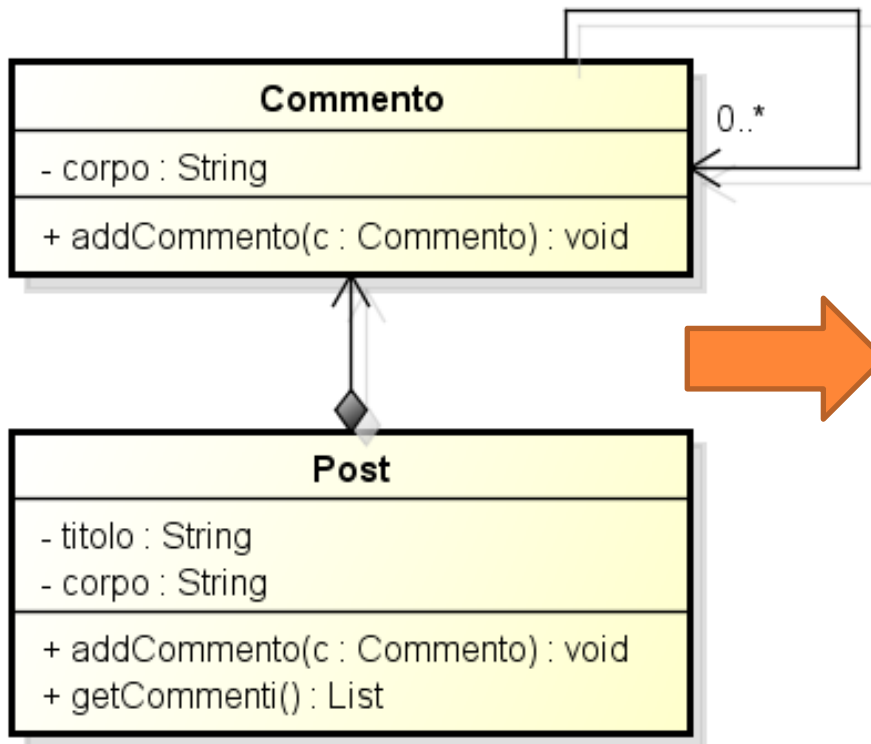 Commento
0..*
- corpo : String
+ addCommento(c : Commento) : void
Post
- titolo : String
- corpo : String
+ addCommento(c : Commento) : void
+ getCommenti() : List